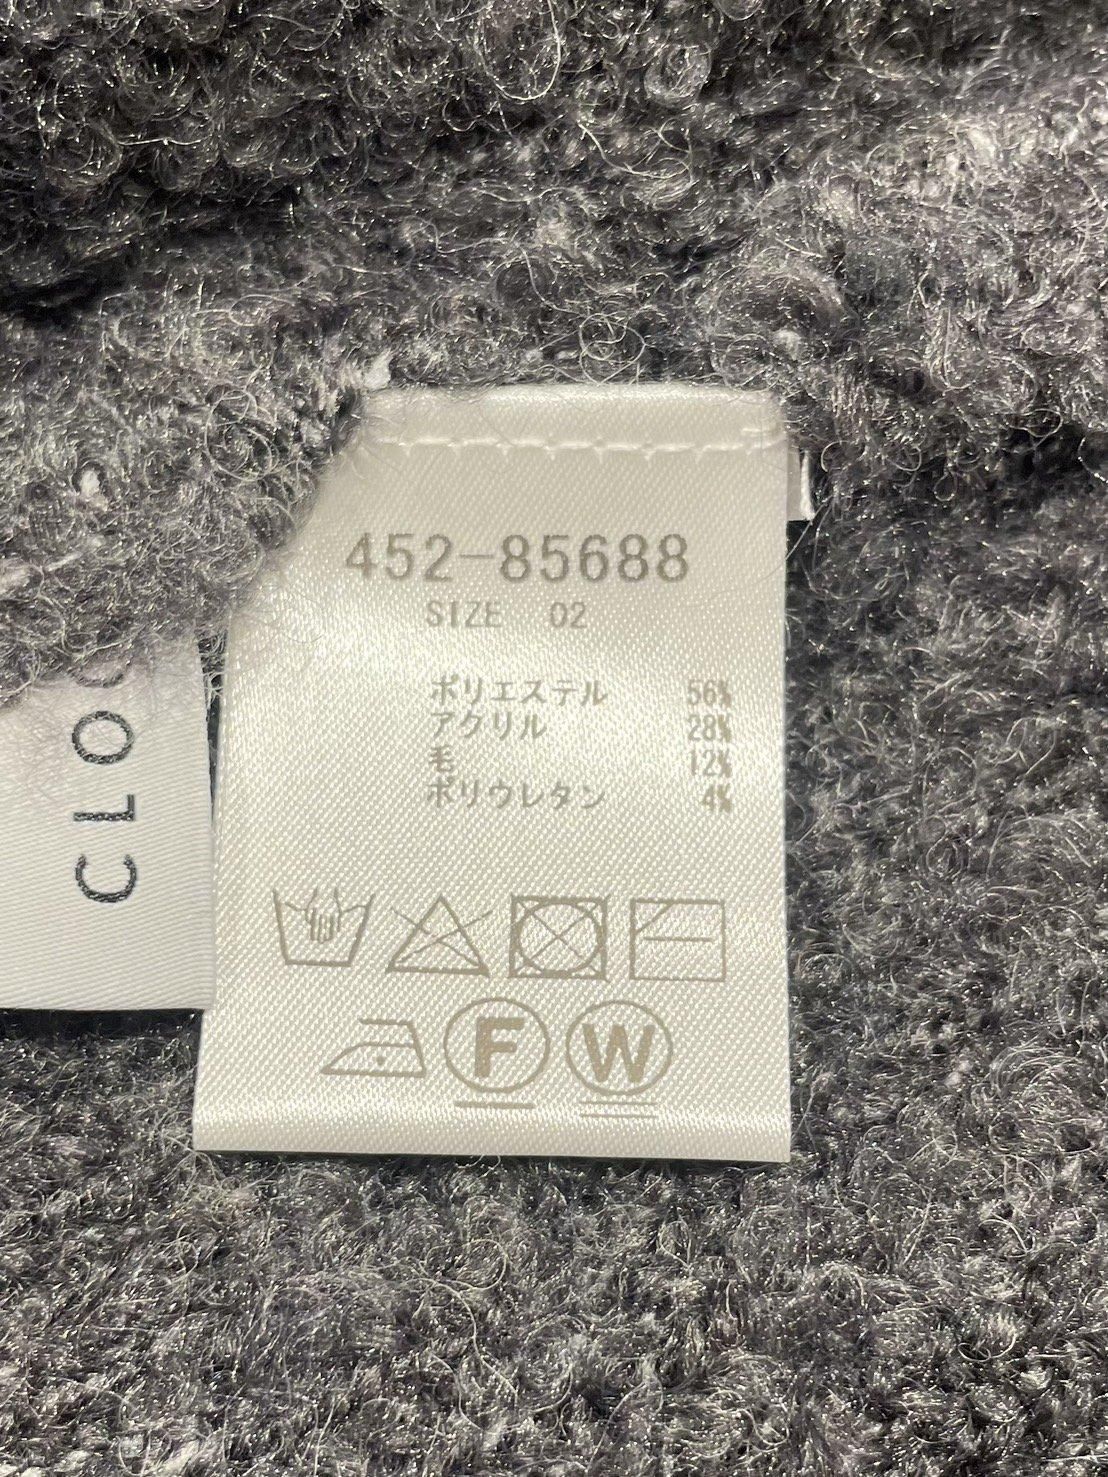 452-85688
SIZE 02
ポリエステル 56%
アクリル 28%
毛 12%
ポリウレタン 4%
F
W
CLO